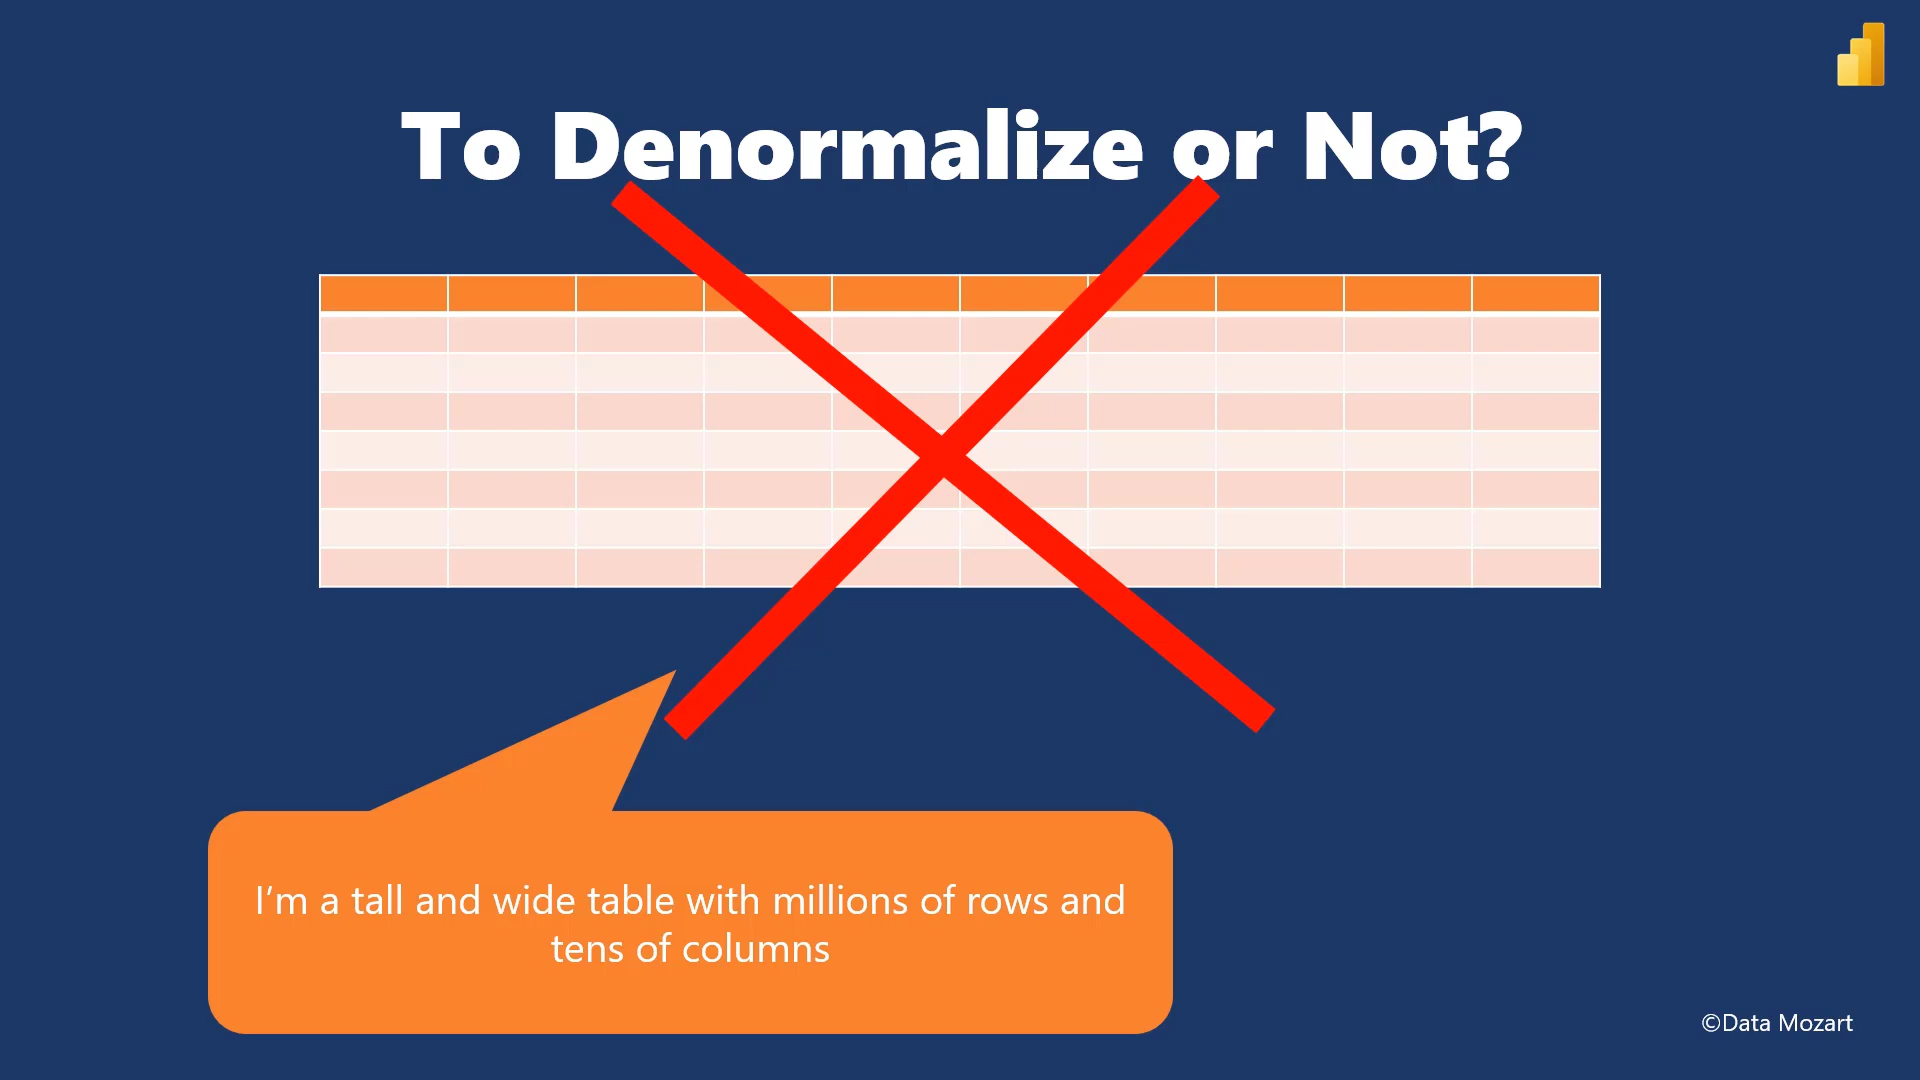 To Denormalize or Not?
I’m a tall and wide table with millions of rows and
tens of columns
©Data Mozart